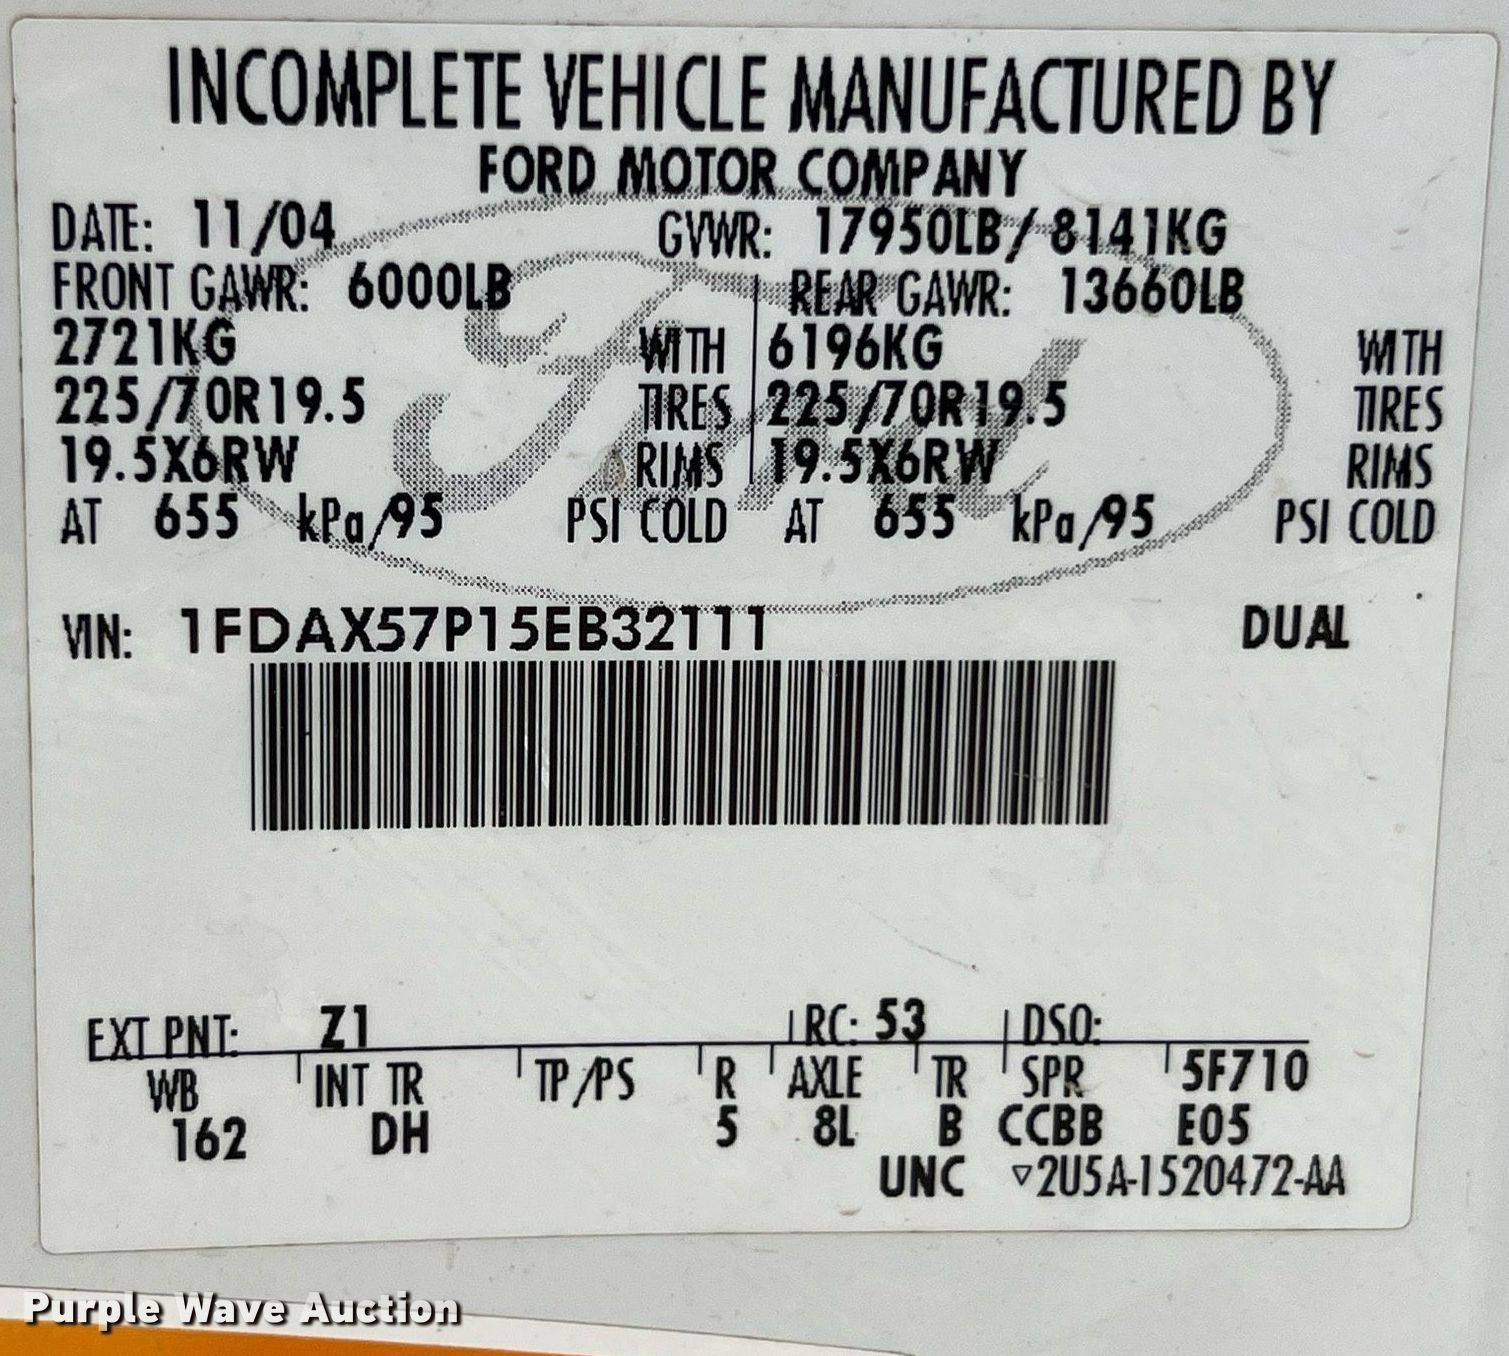 INCOMPLETE VEHICLE MANUFACTURED BY
FORD MOTOR COMPANY
DATE: 11/04 GVWR: 17950LB/ 8141KG
FRONT GAWR: 6000LB REAR GAWR: 13660LB
2721KG WITH 6196KG WITH
225/70R19.5 TIRES 225/70R19.5 TIRES
19.5X6RW RIMS 19.5X6RW RIMS
AT 655 kPa/95 PSI COLD AT 655 kPa/95 PSI COLD
VIN: 1FDAX57P15EB32111 DUAL
EXT PNT: Z1 RC: 53 DSO:
WB INT TR TP/PS R AXLE TR SPR 5F710
162 DH 5 8L B CCBB E05
UNC ▽2U5A-1520472-AA
Ford
Purple Wave Auction